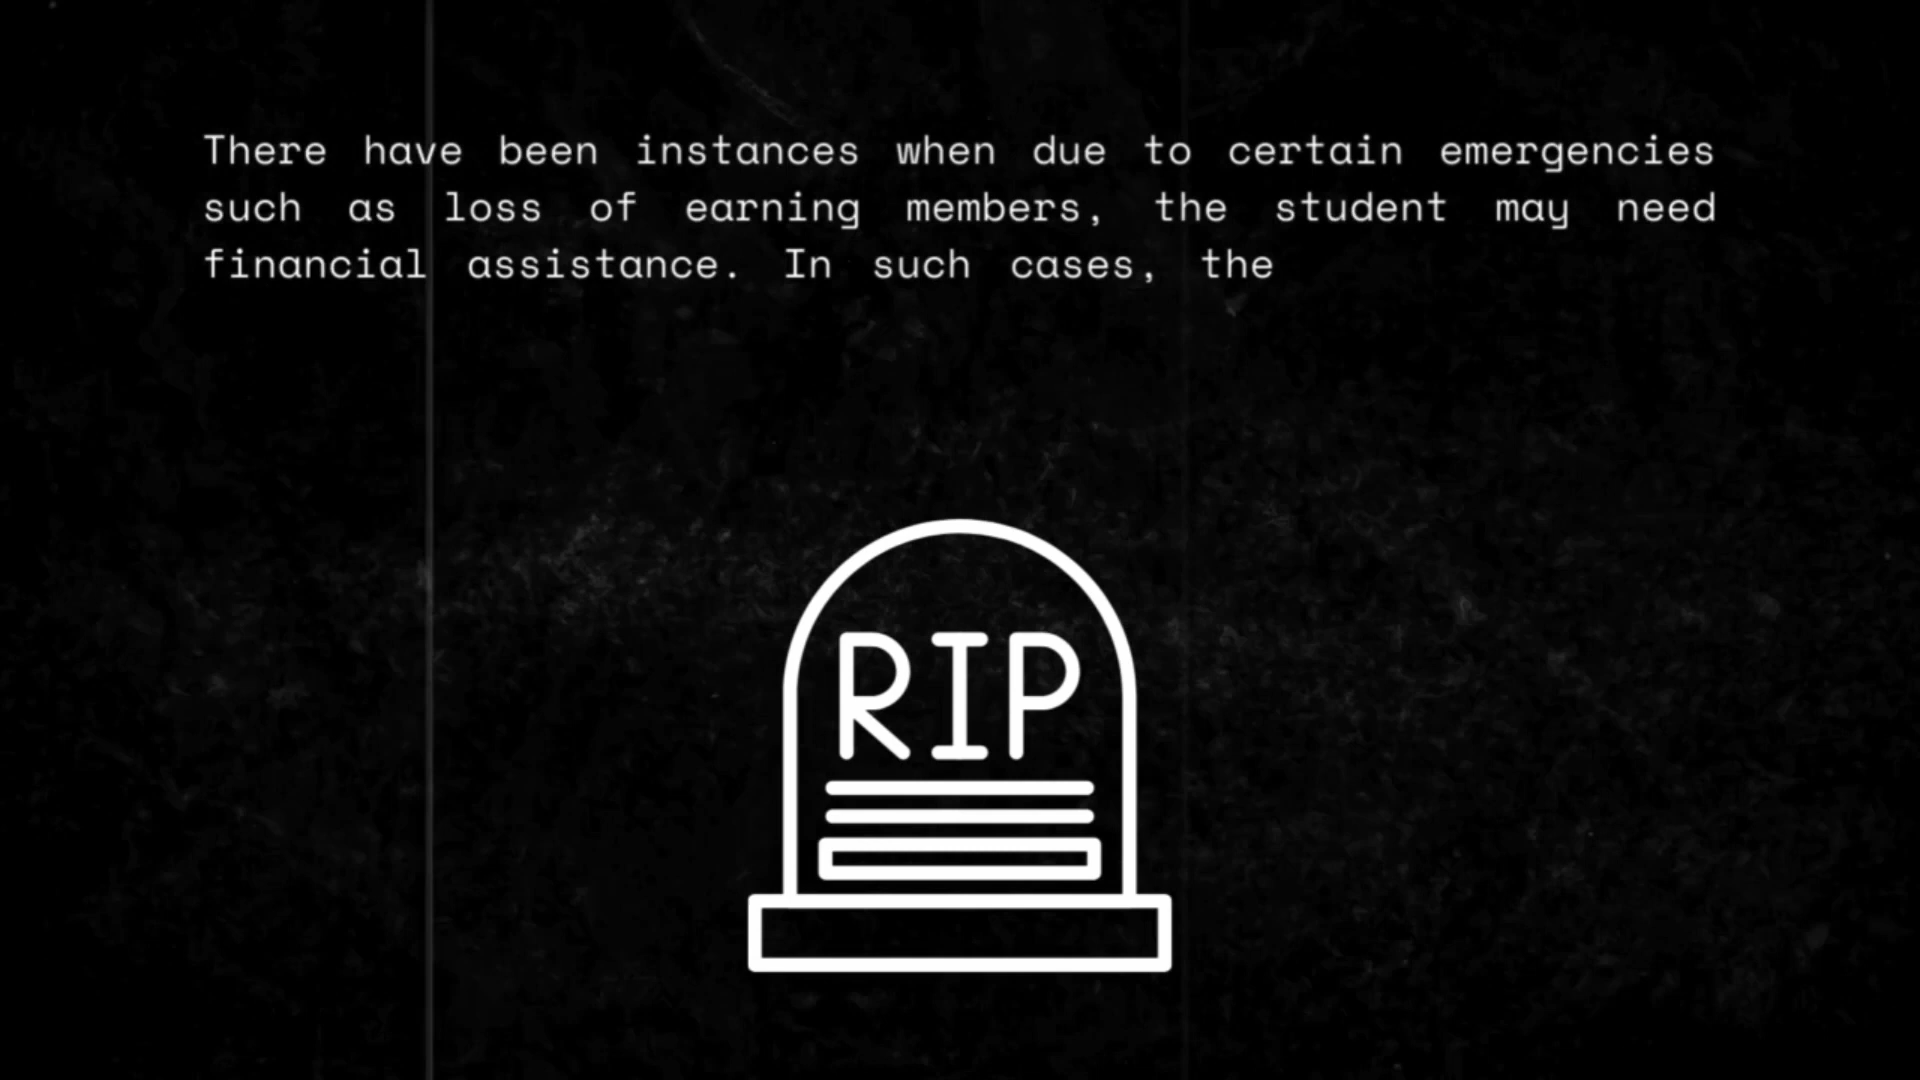 There have been instances when due to certain emergencies
such as loss of earning members, the student may need
financial assistance. In such cases, the
RIP